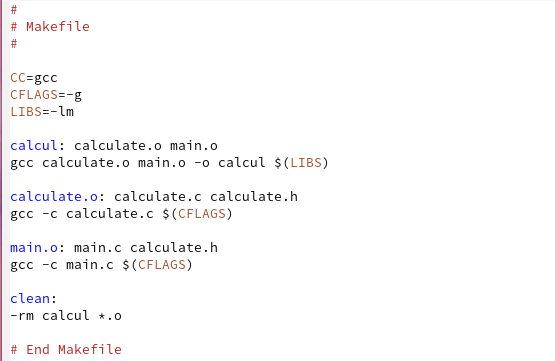 #
# Makefile
#
CC=gcc
CFLAGS=-g
LIBS=-lm
calcul: calculate.o main.o
gcc calculate.o main.o -o calcul $(LIBS)
calculate.o: calculate.c calculate.h
gcc -c calculate.c $(CFLAGS)
main.o: main.c calculate.h
gcc -c main.c $(CFLAGS)
clean:
-rm calcul *.o
# End Makefile